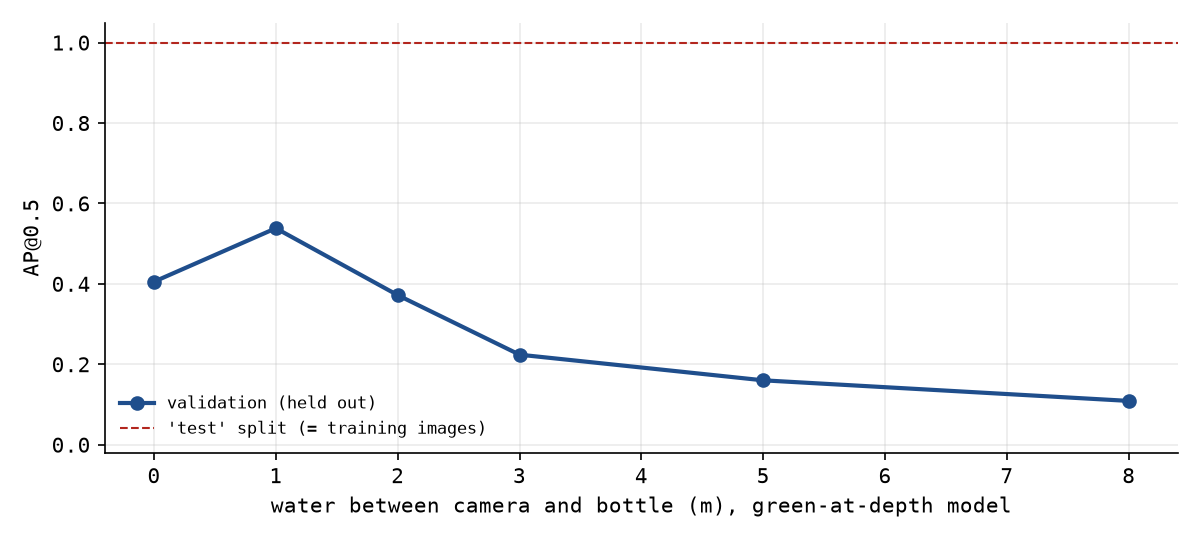 AP@0.5
1.0
0.8
0.6
0.4
0.2
0.0
validation (held out)
'test' split (= training images)
0 1 2 3 4 5 6 7 8
water between camera and bottle (m), green-at-depth model